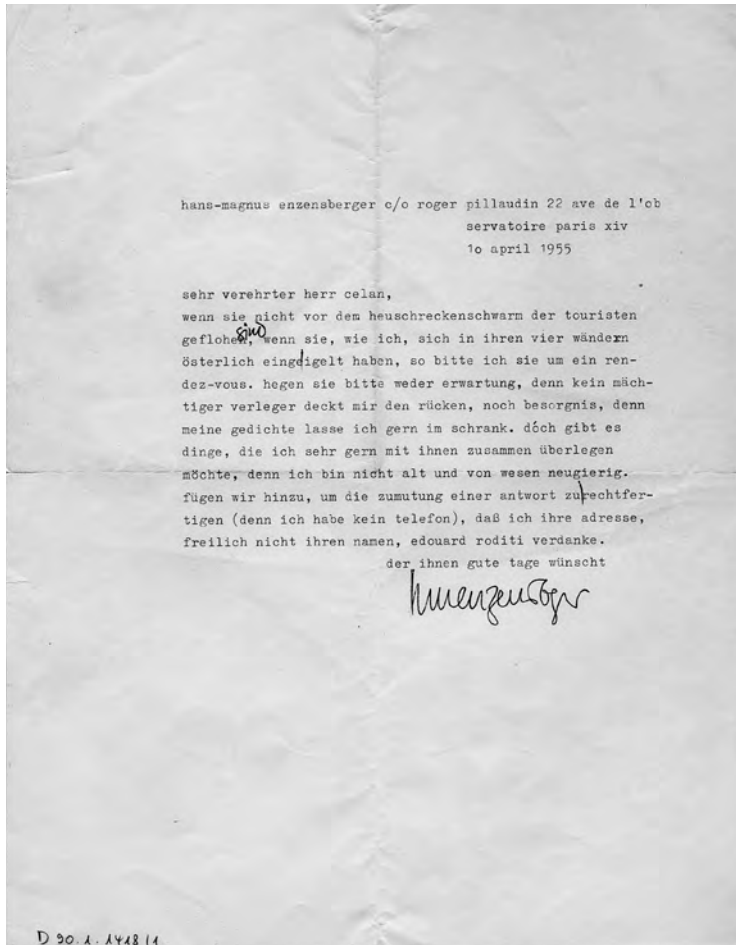 hans-magnus enzensberger c/o roger pillaudin 22 ave de l'ob
servatoire paris xiv
1o april 1955
sehr verehrter herr celan,
wenn sie nicht vor dem heuschreckenschwarm der touristen
geflohen sind, wenn sie, wie ich, sich in ihren vier wändern
österlich eingeigelt haben, so bitte ich sie um ein ren-
dez-vous. hegen sie bitte weder erwartung, denn kein mäch-
tiger verleger deckt mir den rücken, noch besorgnis, denn
meine gedichte lasse ich gern im schrank. doch gibt es
dinge, die ich sehr gern mit ihnen zusammen überlegen
möchte, denn ich bin nicht alt und von wesen neugierig.
fügen wir hinzu, um die zumutung einer antwort zu rechtfer-
tigen (denn ich habe kein telefon), daß ich ihre adresse,
freilich nicht ihren namen, edouard roditi verdanke.
der ihnen gute tage wünscht
hmenzensberger
D 90.1.1418/1